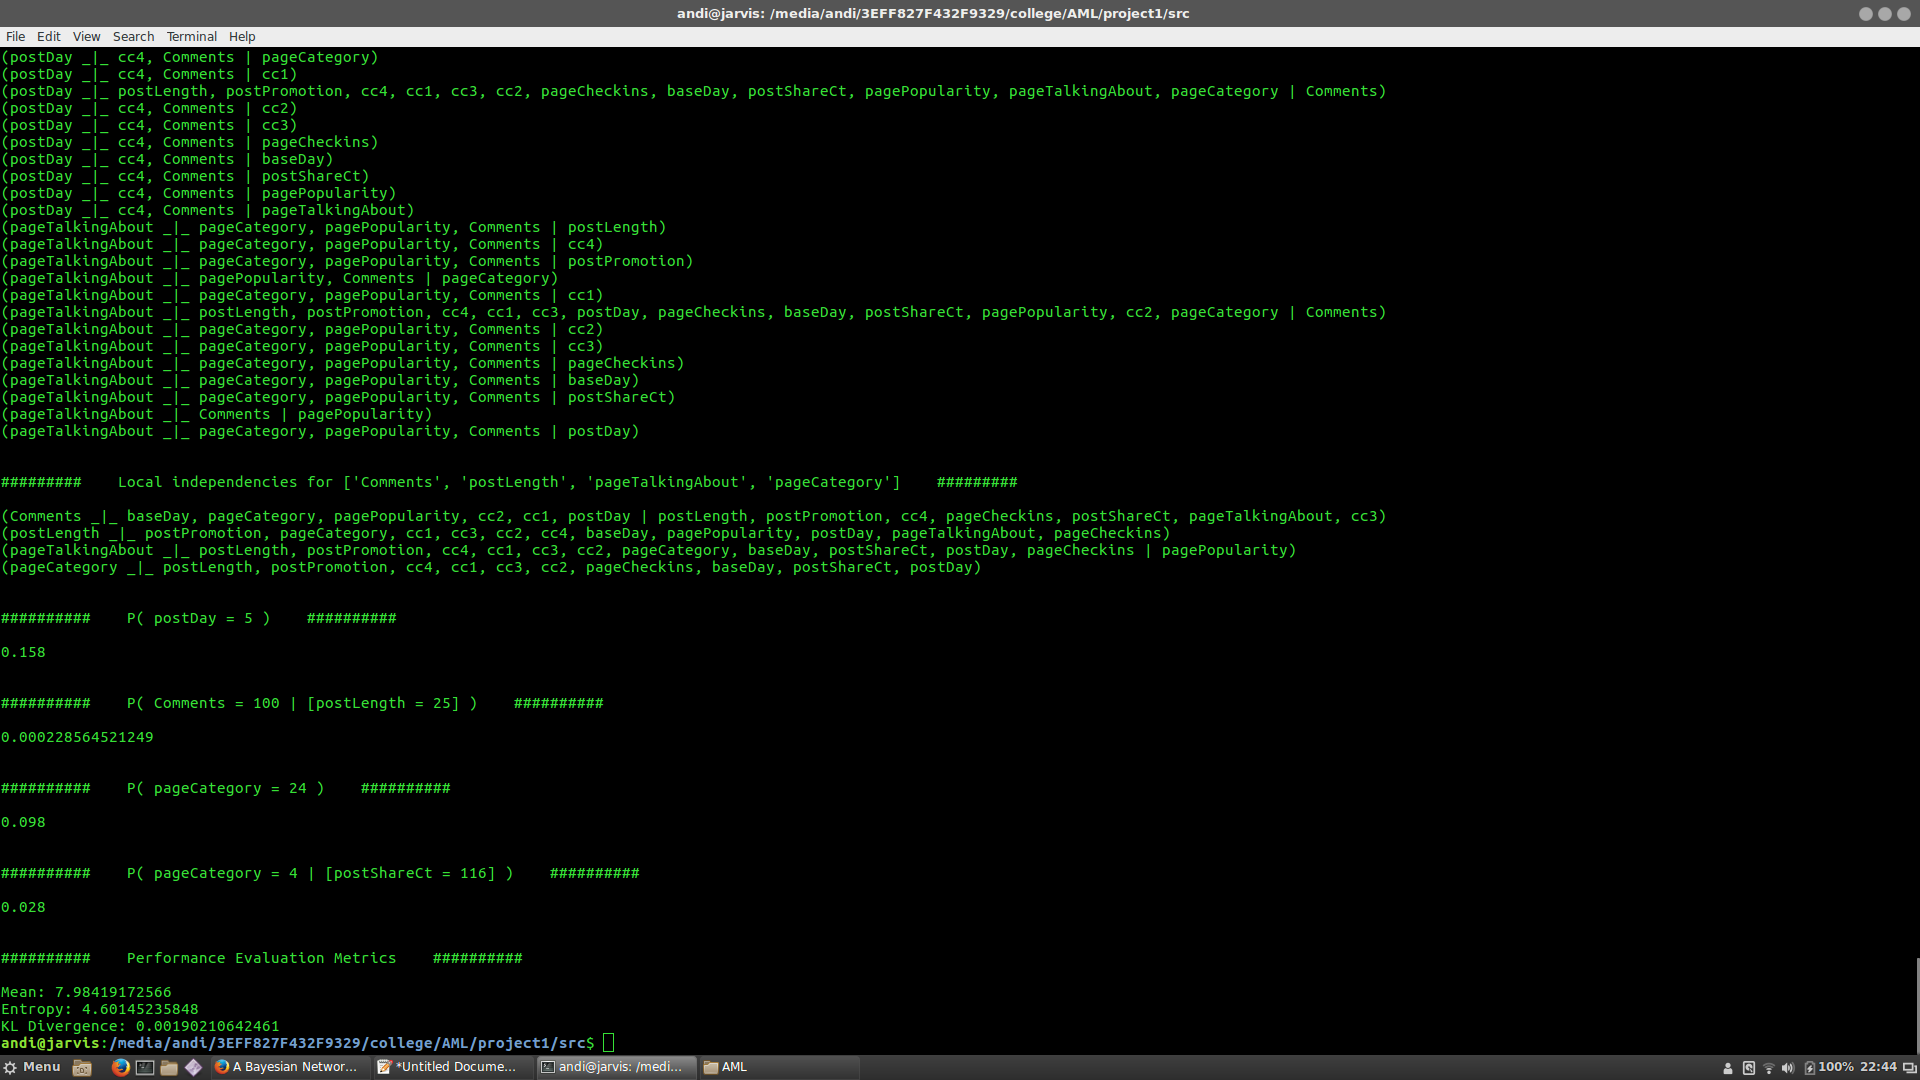 andi@jarvis: /media/andi/3EFF827F432F9329/college/AML/project1/src
File Edit View Search Terminal Help
(postDay _|_ cc4, Comments | pageCategory)
(postDay _|_ cc4, Comments | cc1)
(postDay _|_ postLength, postPromotion, cc4, cc1, cc3, cc2, pageCheckins, baseDay, postShareCt, pagePopularity, pageTalkingAbout, pageCategory | Comments)
(postDay _|_ cc4, Comments | cc2)
(postDay _|_ cc4, Comments | cc3)
(postDay _|_ cc4, Comments | pageCheckins)
(postDay _|_ cc4, Comments | baseDay)
(postDay _|_ cc4, Comments | postShareCt)
(postDay _|_ cc4, Comments | pagePopularity)
(postDay _|_ cc4, Comments | pageTalkingAbout)
(pageTalkingAbout _|_ pageCategory, pagePopularity, Comments | postLength)
(pageTalkingAbout _|_ pageCategory, pagePopularity, Comments | cc4)
(pageTalkingAbout _|_ pageCategory, pagePopularity, Comments | postPromotion)
(pageTalkingAbout _|_ pagePopularity, Comments | pageCategory)
(pageTalkingAbout _|_ pageCategory, pagePopularity, Comments | cc1)
(pageTalkingAbout _|_ postLength, postPromotion, cc4, cc1, cc3, postDay, pageCheckins, baseDay, postShareCt, pagePopularity, cc2, pageCategory | Comments)
(pageTalkingAbout _|_ pageCategory, pagePopularity, Comments | cc2)
(pageTalkingAbout _|_ pageCategory, pagePopularity, Comments | cc3)
(pageTalkingAbout _|_ pageCategory, pagePopularity, Comments | pageCheckins)
(pageTalkingAbout _|_ pageCategory, pagePopularity, Comments | baseDay)
(pageTalkingAbout _|_ pageCategory, pagePopularity, Comments | postShareCt)
(pageTalkingAbout _|_ Comments | pagePopularity)
(pageTalkingAbout _|_ pageCategory, pagePopularity, Comments | postDay)
#########    Local independencies for ['Comments', 'postLength', 'pageTalkingAbout', 'pageCategory']    #########
(Comments _|_ baseDay, pageCategory, pagePopularity, cc2, cc1, postDay | postLength, postPromotion, cc4, pageCheckins, postShareCt, pageTalkingAbout, cc3)
(postLength _|_ postPromotion, pageCategory, cc1, cc3, cc2, cc4, baseDay, pagePopularity, postDay, pageTalkingAbout, pageCheckins)
(pageTalkingAbout _|_ postLength, postPromotion, cc4, cc1, cc3, cc2, pageCategory, baseDay, postShareCt, postDay, pageCheckins | pagePopularity)
(pageCategory _|_ postLength, postPromotion, cc4, cc1, cc3, cc2, pageCheckins, baseDay, postShareCt, postDay)
##########    P( postDay = 5 )    ##########
0.158
##########    P( Comments = 100 | [postLength = 25] )    ##########
0.000228564521249
##########    P( pageCategory = 24 )    ##########
0.098
##########    P( pageCategory = 4 | [postShareCt = 116] )    ##########
0.028
##########    Performance Evaluation Metrics    ##########
Mean: 7.98419172566
Entropy: 4.60145235848
KL Divergence: 0.00190210642461
andi@jarvis:/media/andi/3EFF827F432F9329/college/AML/project1/src$
Menu A Bayesian Networ... *Untitled Docume... andi@jarvis: /medi... AML 100% 22:44